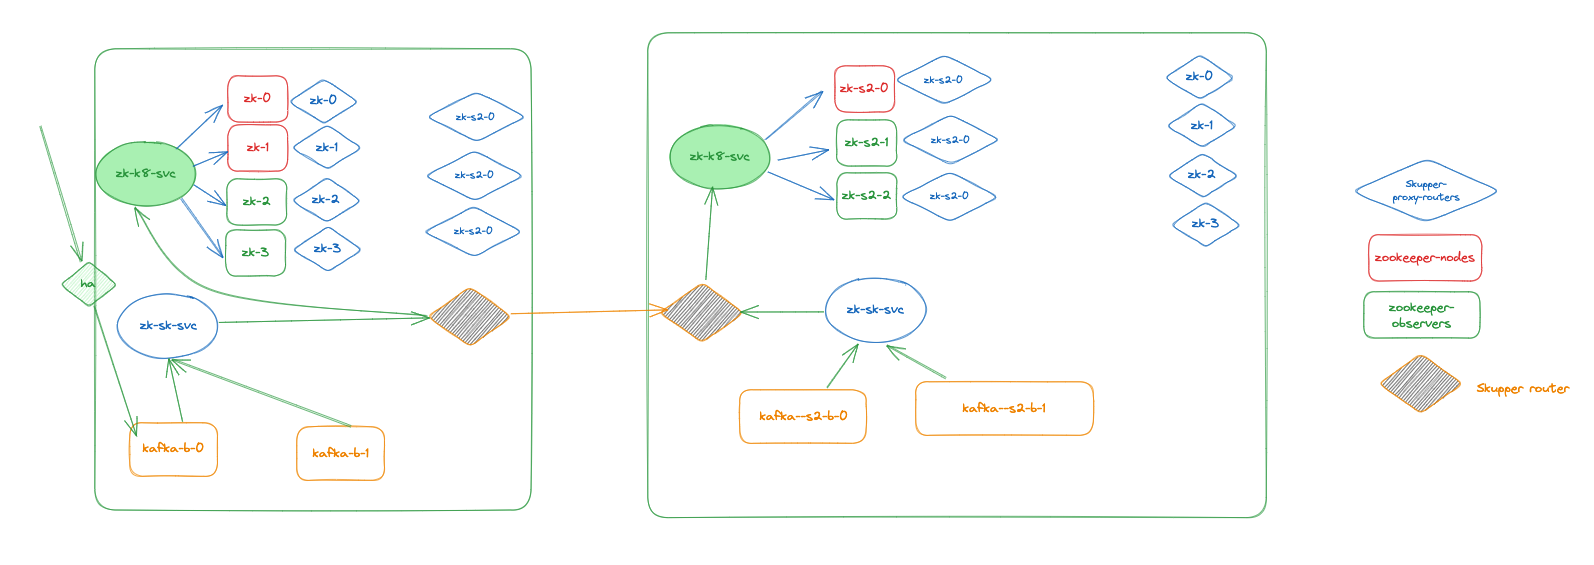 zk-0
zk-0
zk-1
zk-1
zk-k8-svc
zk-2
zk-2
zk-3
zk-3
zk-s2-0
zk-s2-0
zk-s2-0
ha
zk-sk-svc
kafka-b-0
kafka-b-1
zk-s2-0
zk-s2-0
zk-k8-svc
zk-s2-1
zk-s2-0
zk-s2-2
zk-s2-0
zk-0
zk-1
zk-2
zk-3
zk-sk-svc
kafka--s2-b-0
kafka--s2-b-1
Skupper-
proxy-routers
zookeeper-nodes
zookeeper-
observers
Skupper router